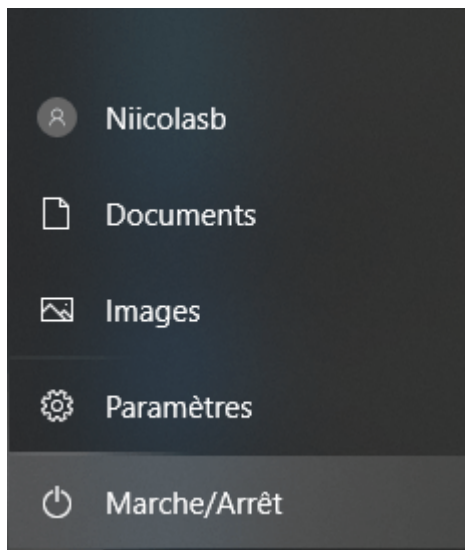 Niicolasb
Documents
Images
Paramètres
Marche/Arrêt